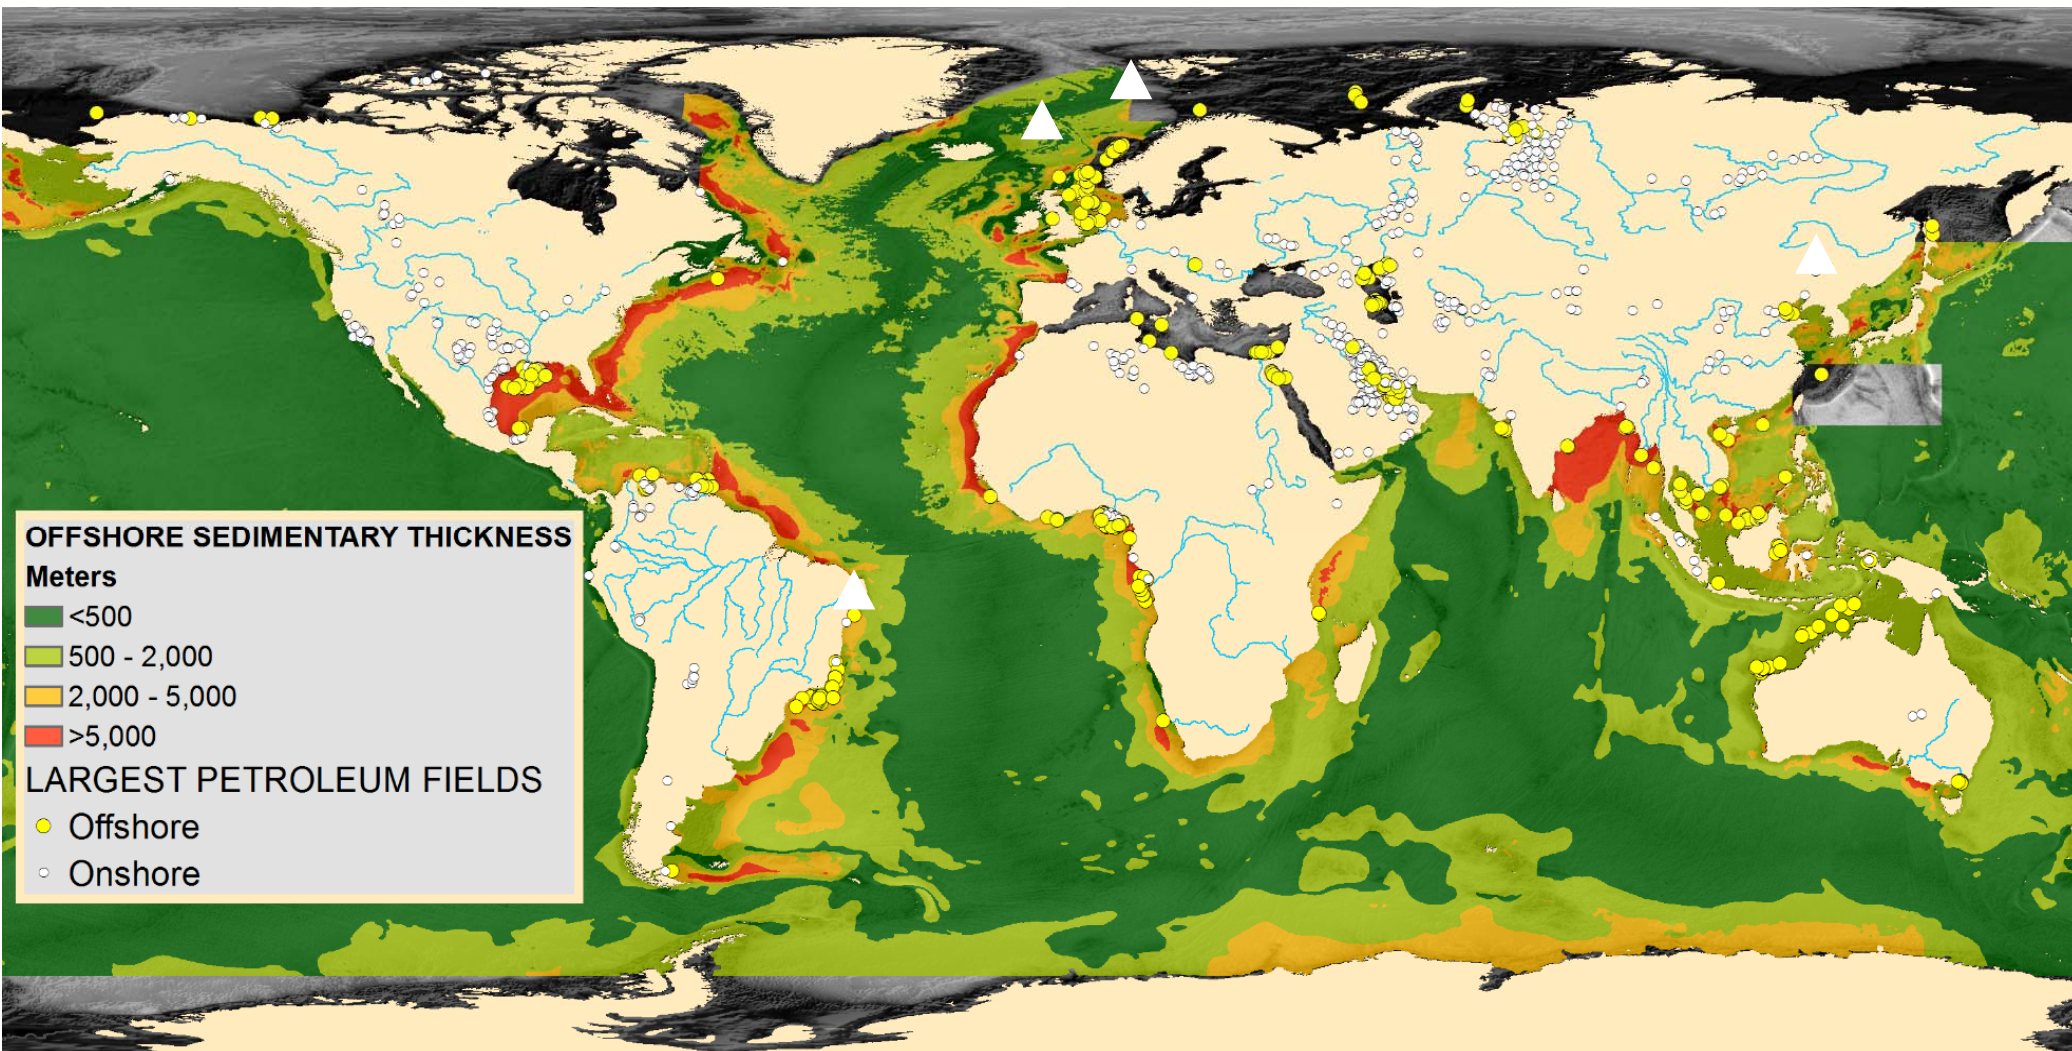 OFFSHORE SEDIMENTARY THICKNESS
Meters
<500
500 - 2,000
2,000 - 5,000
>5,000
LARGEST PETROLEUM FIELDS
Offshore
Onshore